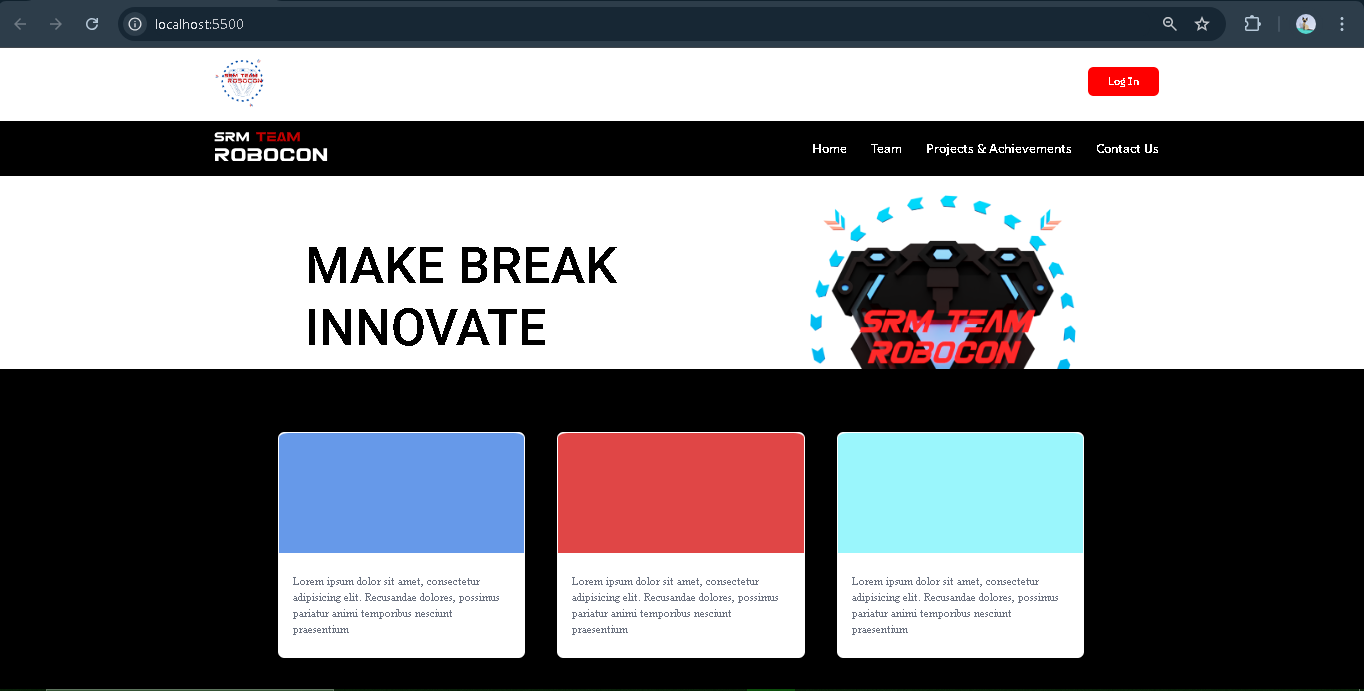 localhost:5500
SRM TEAM
ROBOCON
Log In
SRM TEAM
ROBOCON
Home Team Projects & Achievements Contact Us
MAKE BREAK
INNOVATE
SRM TEAM
ROBOCON
Lorem ipsum dolor sit amet, consectetur
adipisicing elit. Recusandae dolores, possimus
pariatur animi temporibus nesciunt
praesentium
Lorem ipsum dolor sit amet, consectetur
adipisicing elit. Recusandae dolores, possimus
pariatur animi temporibus nesciunt
praesentium
Lorem ipsum dolor sit amet, consectetur
adipisicing elit. Recusandae dolores, possimus
pariatur animi temporibus nesciunt
praesentium